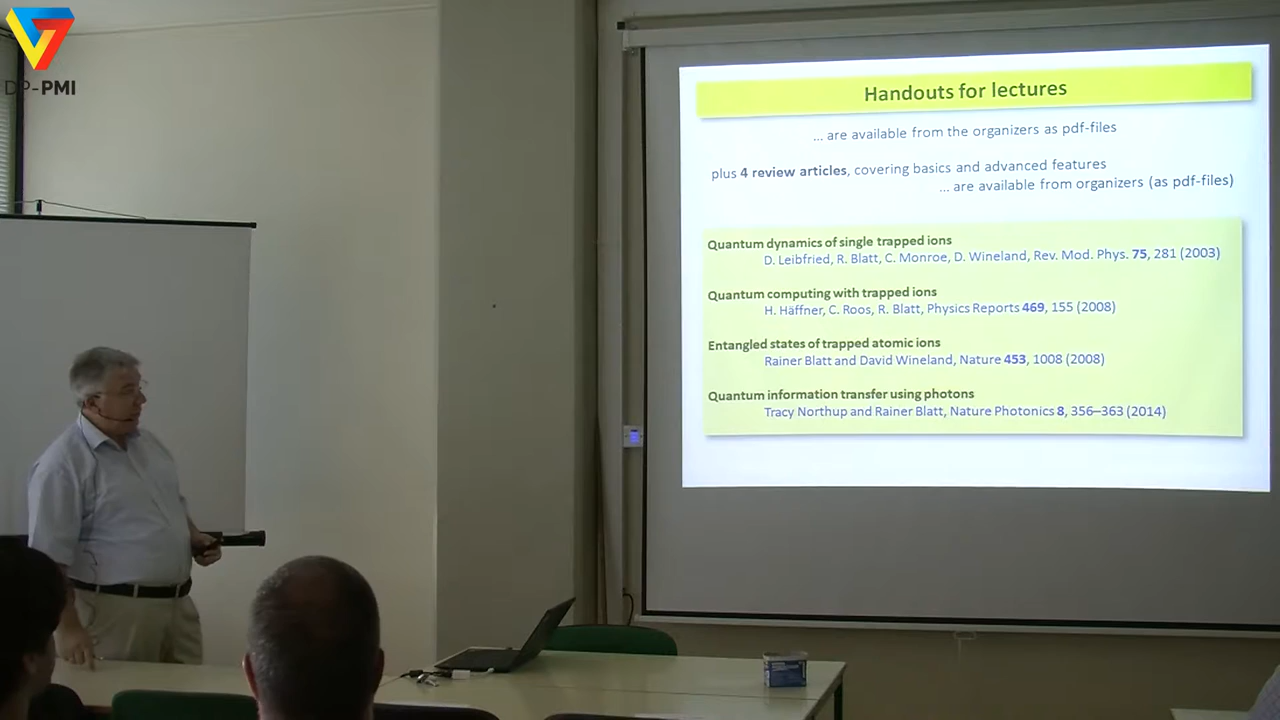 DP-PMI
Handouts for lectures
... are available from the organizers as pdf-files
plus 4 review articles, covering basics and advanced features
... are available from organizers (as pdf-files)
Quantum dynamics of single trapped ions
D. Leibfried, R. Blatt, C. Monroe, D. Wineland, Rev. Mod. Phys. 75, 281 (2003)
Quantum computing with trapped ions
H. Häffner, C. Roos, R. Blatt, Physics Reports 469, 155 (2008)
Entangled states of trapped atomic ions
Rainer Blatt and David Wineland, Nature 453, 1008 (2008)
Quantum information transfer using photons
Tracy Northup and Rainer Blatt, Nature Photonics 8, 356–363 (2014)